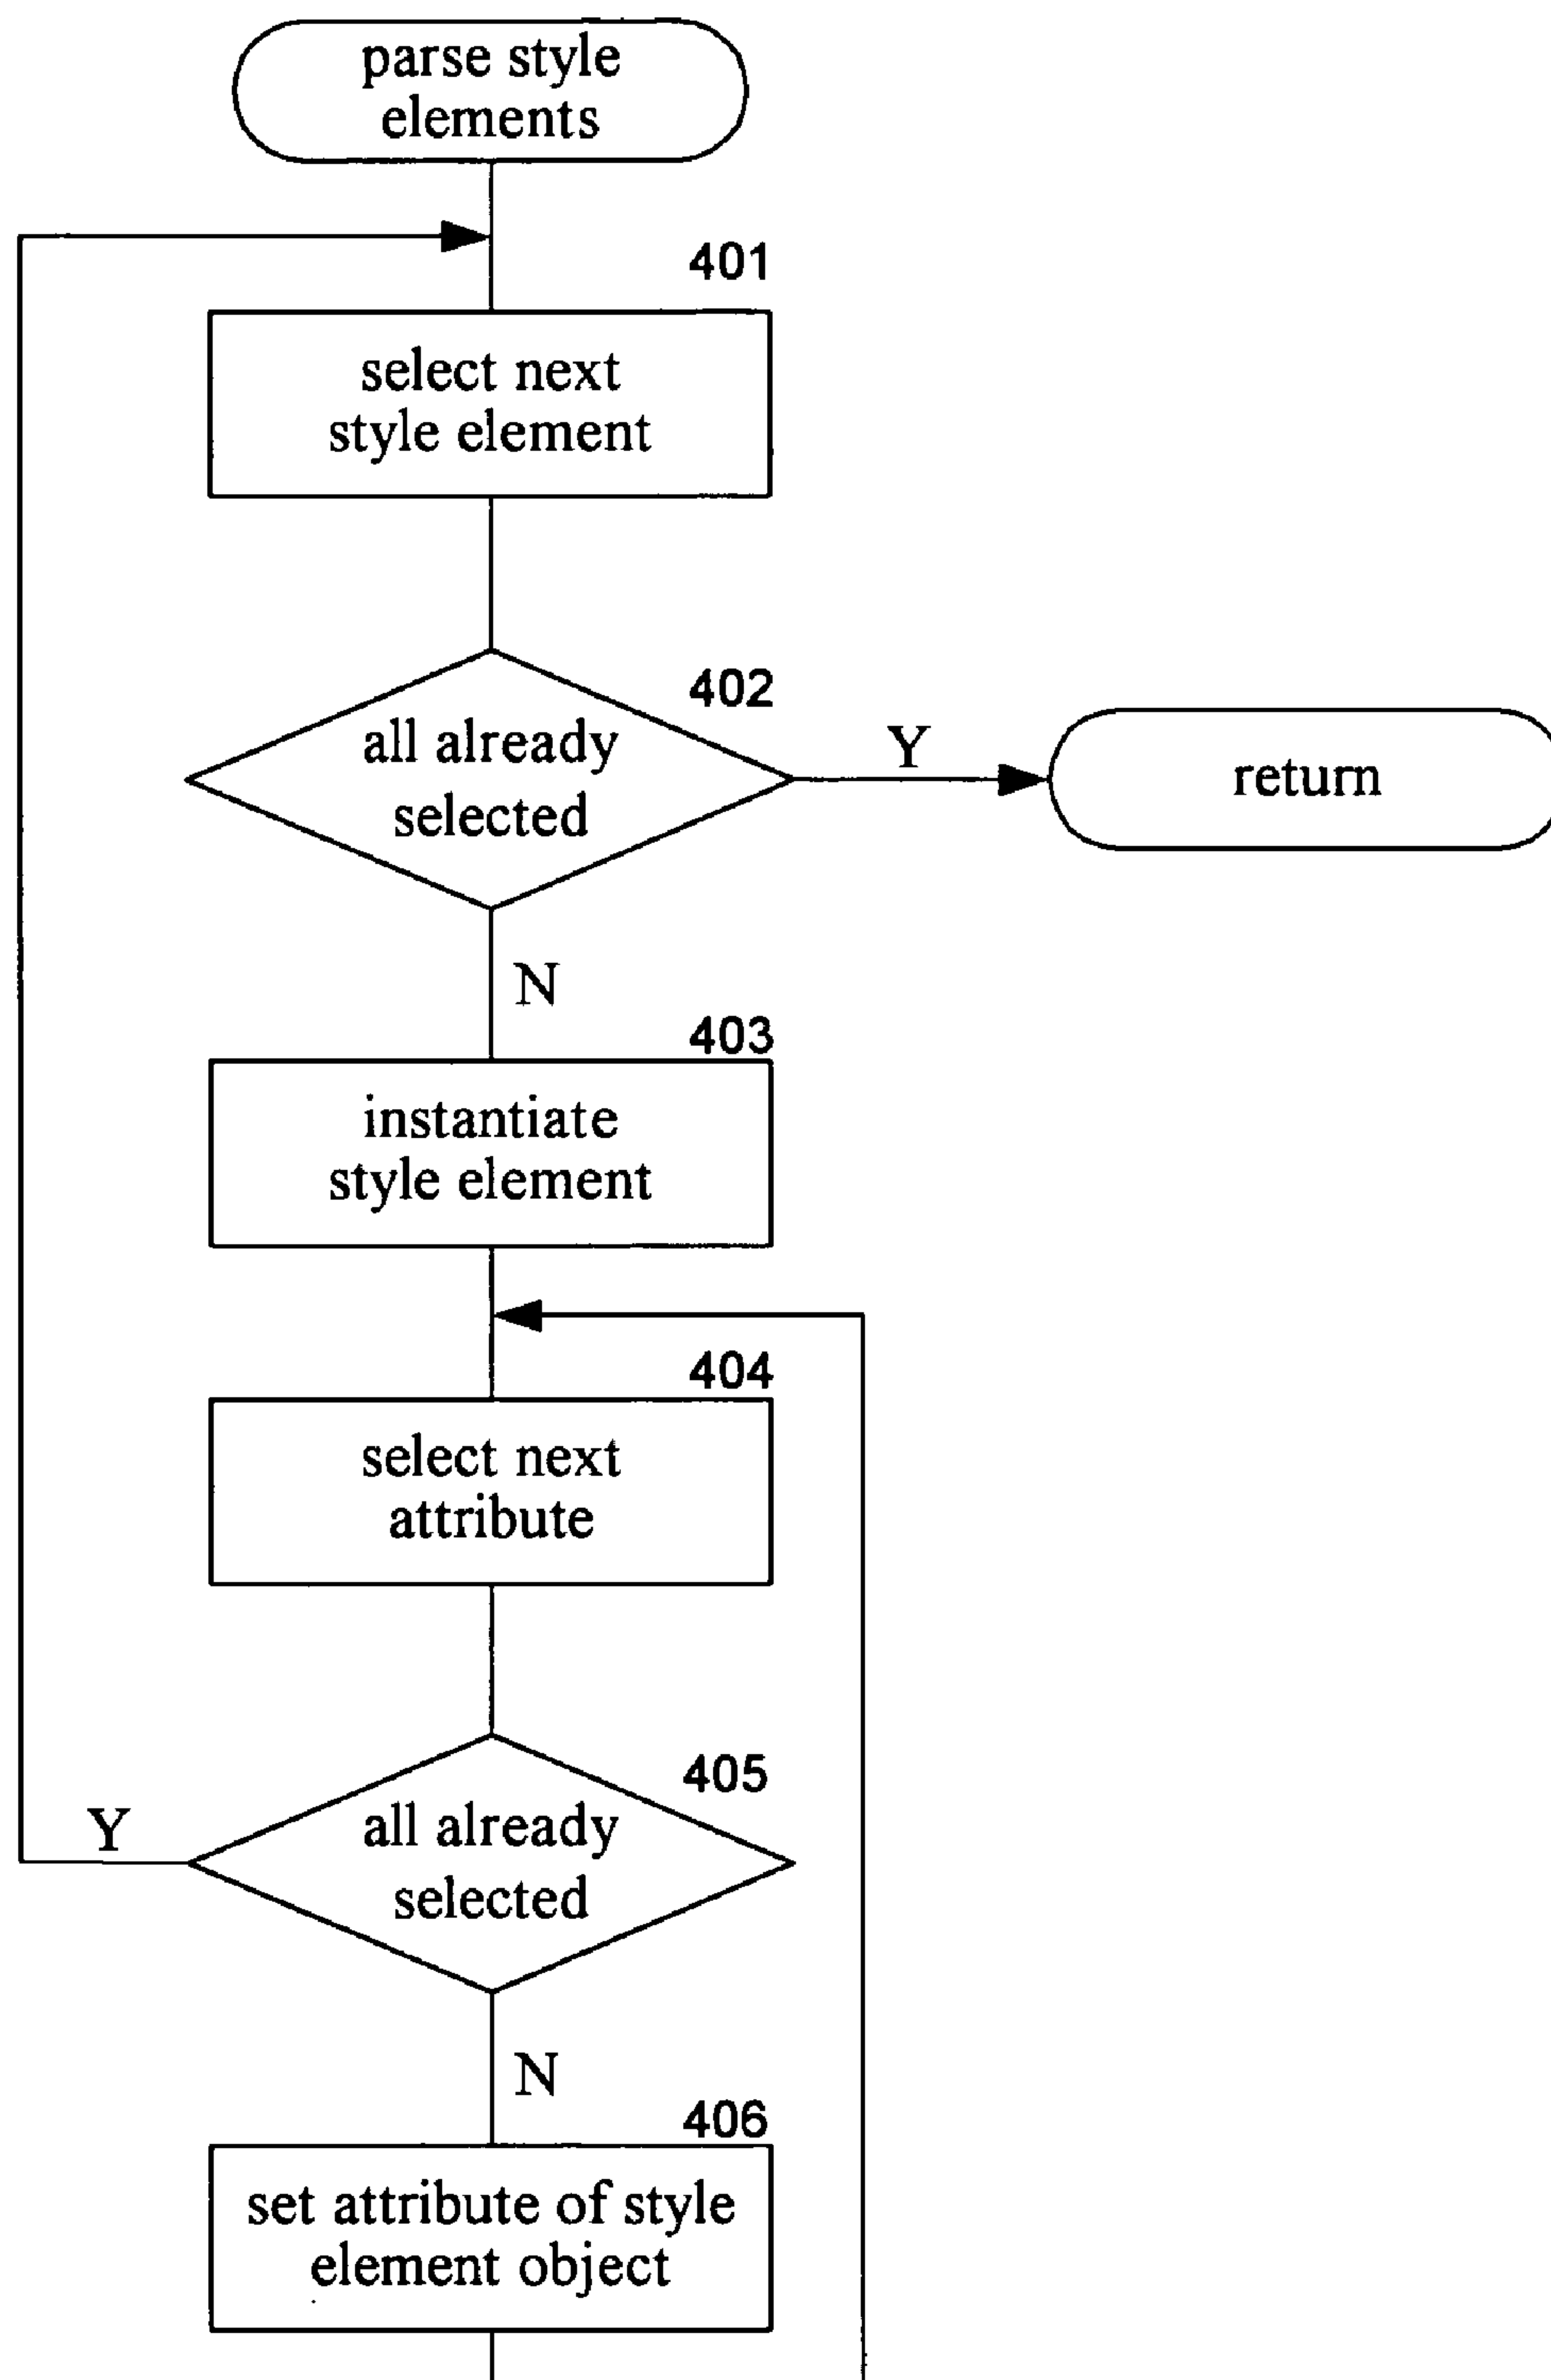 parse style
elements
401
select next
style element
402
all already
selected
Y
return
N
403
instantiate
style element
404
select next
attribute
405
all already
selected
Y
N
406
set attribute of style
element object